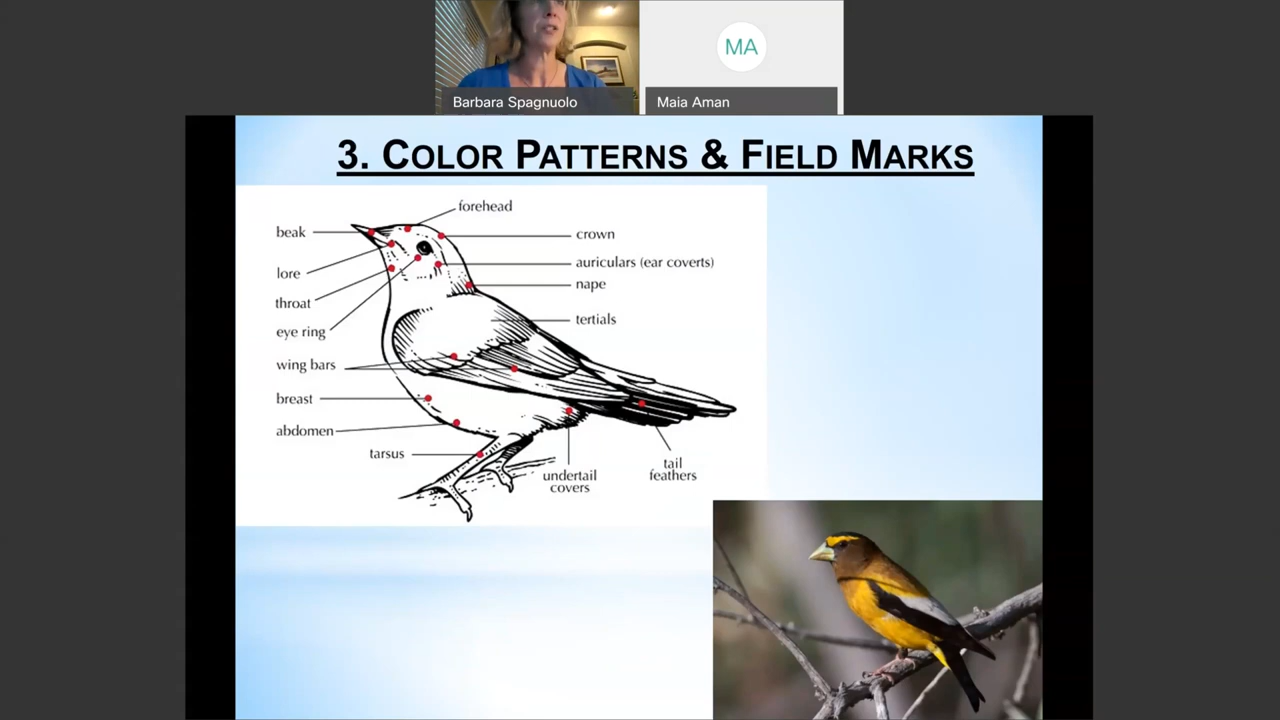 MA
Barbara Spagnuolo
Maia Aman
3. COLOR PATTERNS & FIELD MARKS
forehead
beak
crown
auriculars (ear coverts)
lore
nape
throat
tertials
eye ring
wing bars
breast
abdomen
tarsus
tail
feathers
undertail
covers